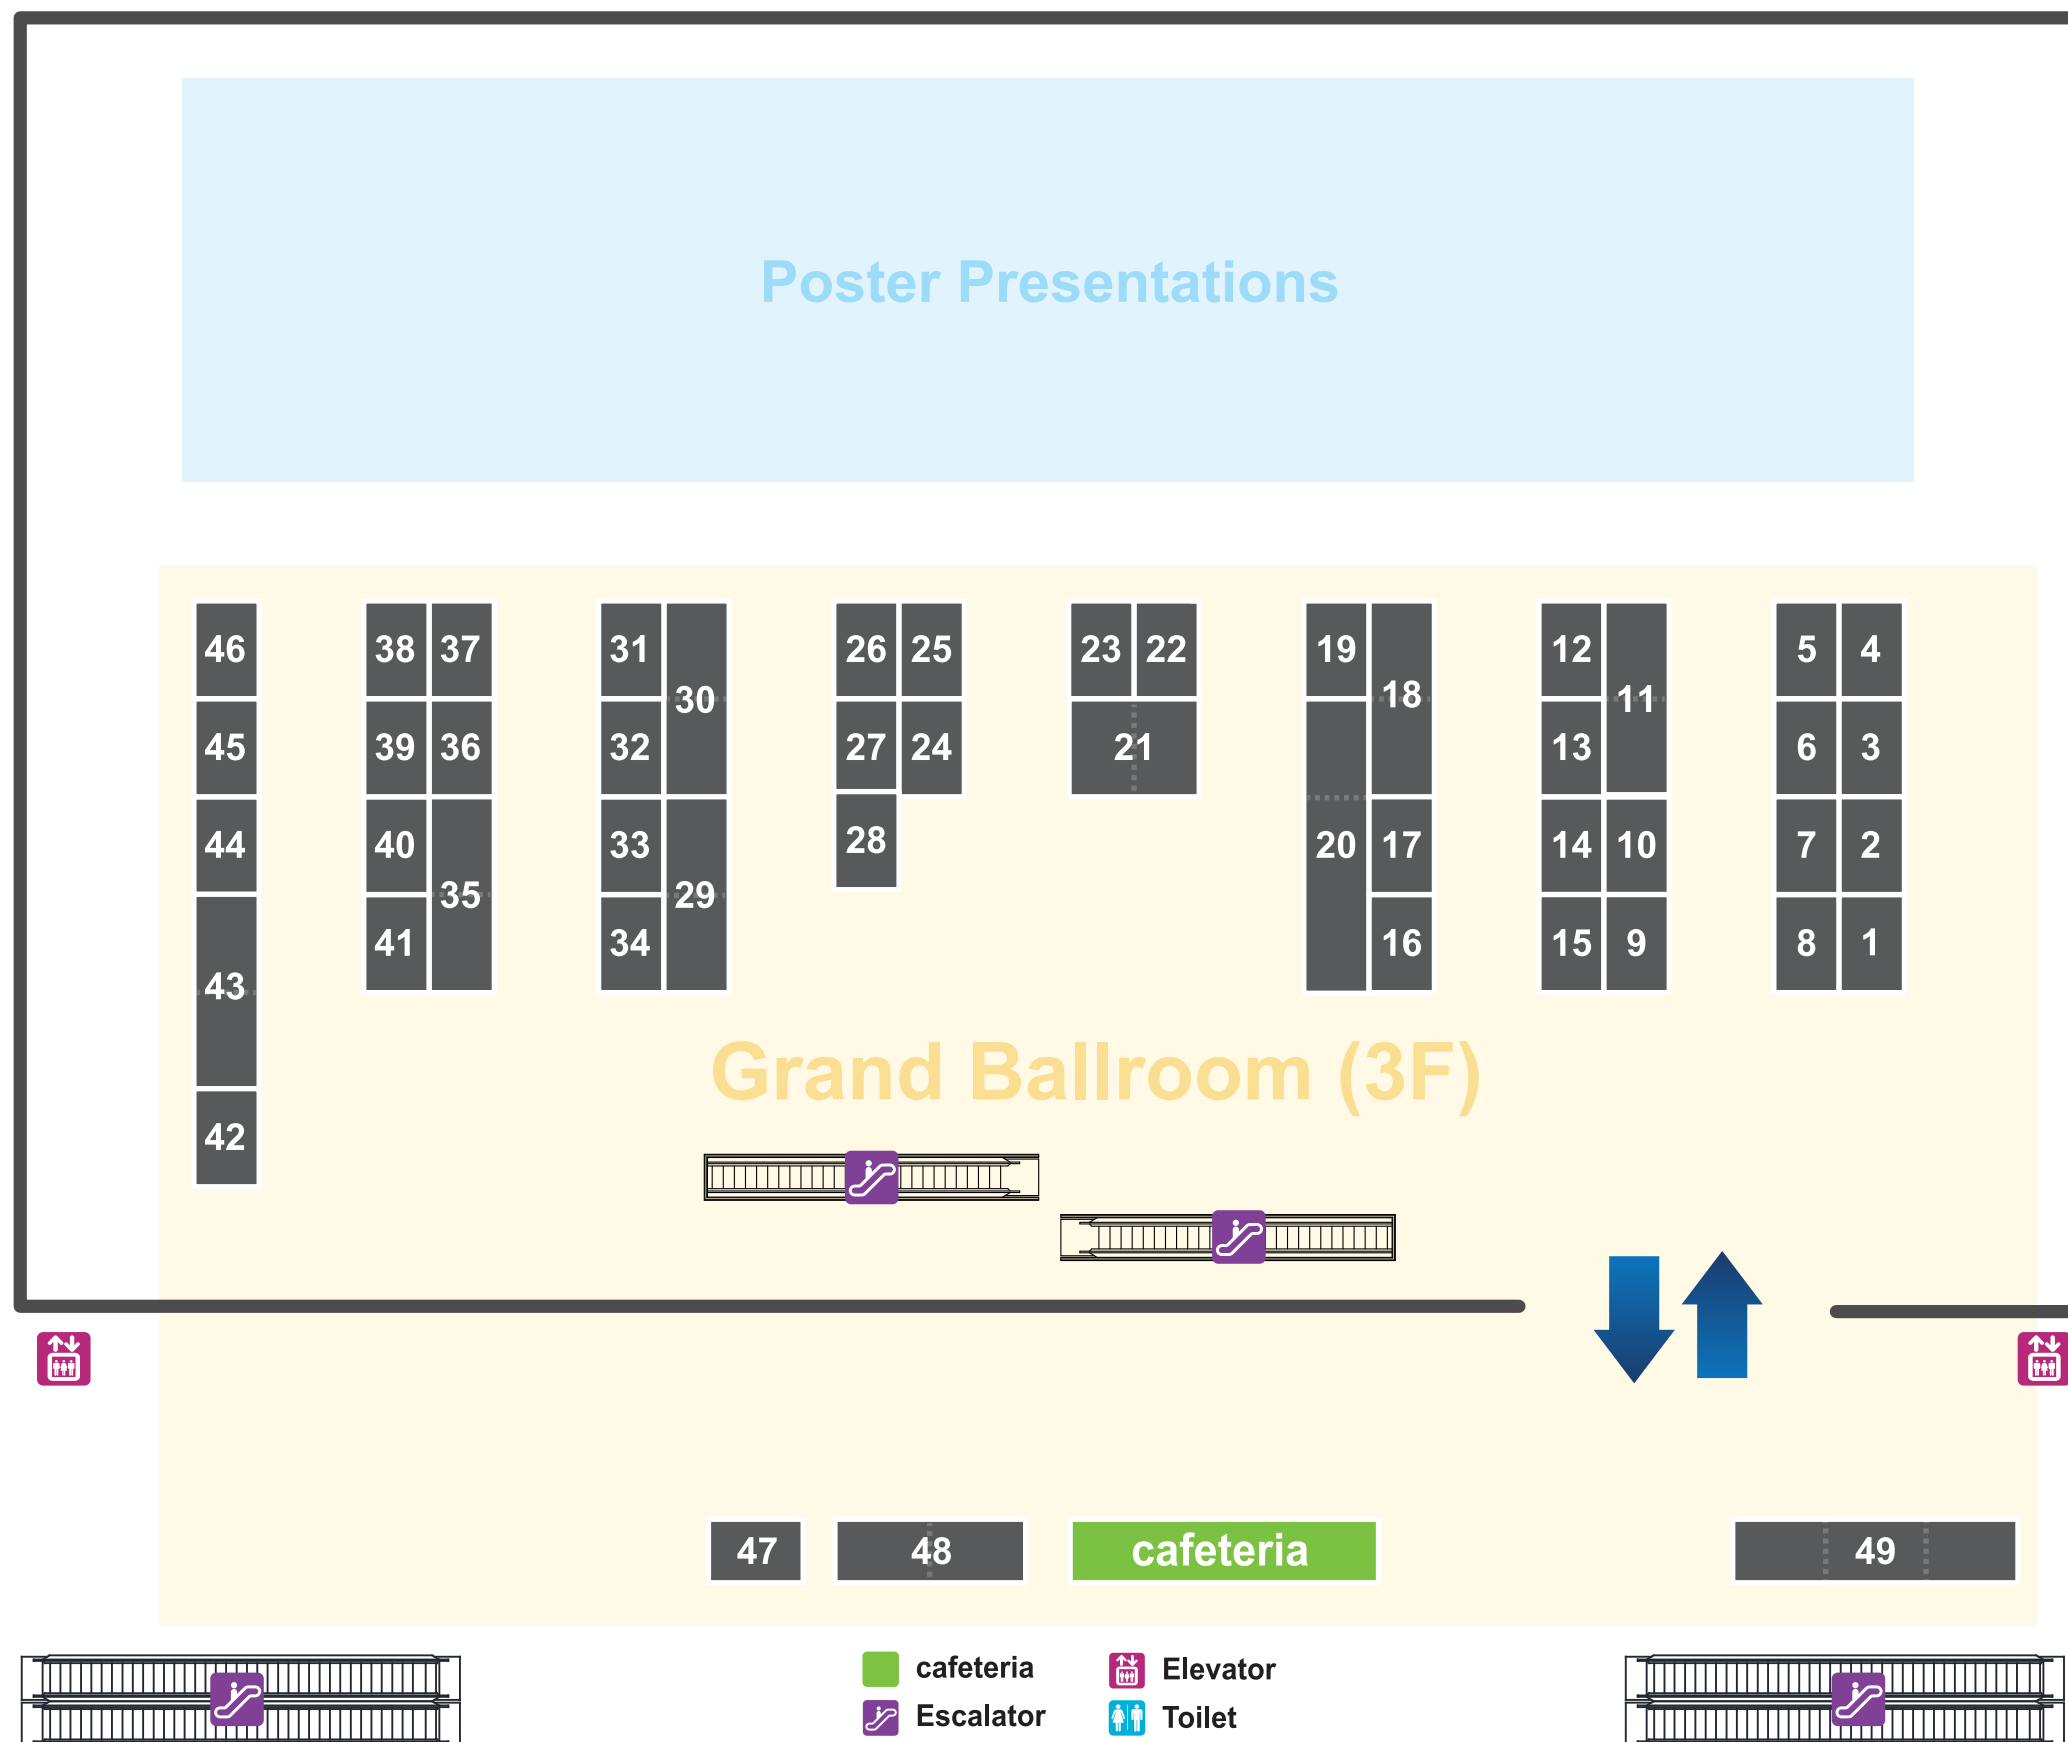 Poster Presentations
46 38 37 31 30 26 25 23 22 19 18 12 11 5 4
45 39 36 32 27 24 21 13 6 3
44 40 35 33 29 28 20 17 14 10 7 2
43 41 34 16 15 9 8 1
Grand Ballroom (3F)
42
47 48 cafeteria 49
cafeteria Elevator
Escalator Toilet